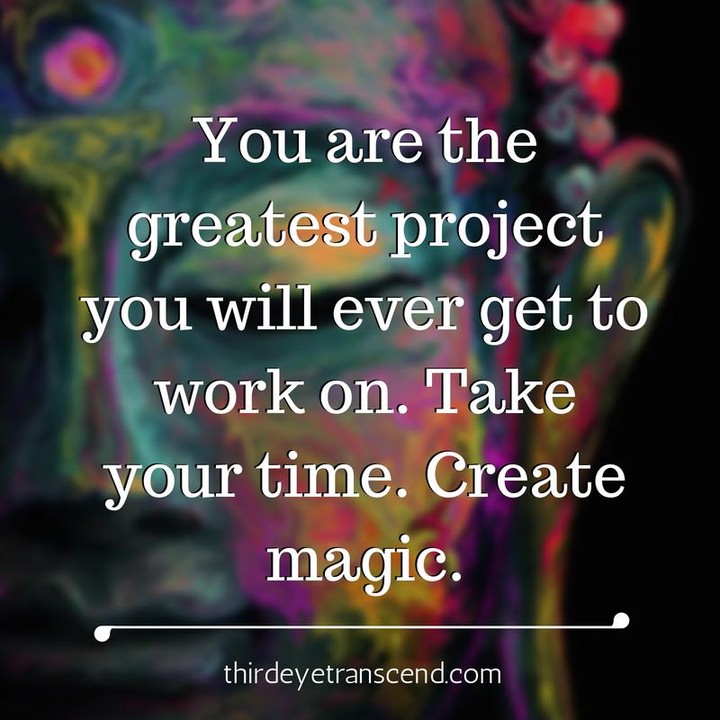 You are the
greatest project
you will ever get to
work on. Take
your time. Create
magic.
thirdeyetranscend.com